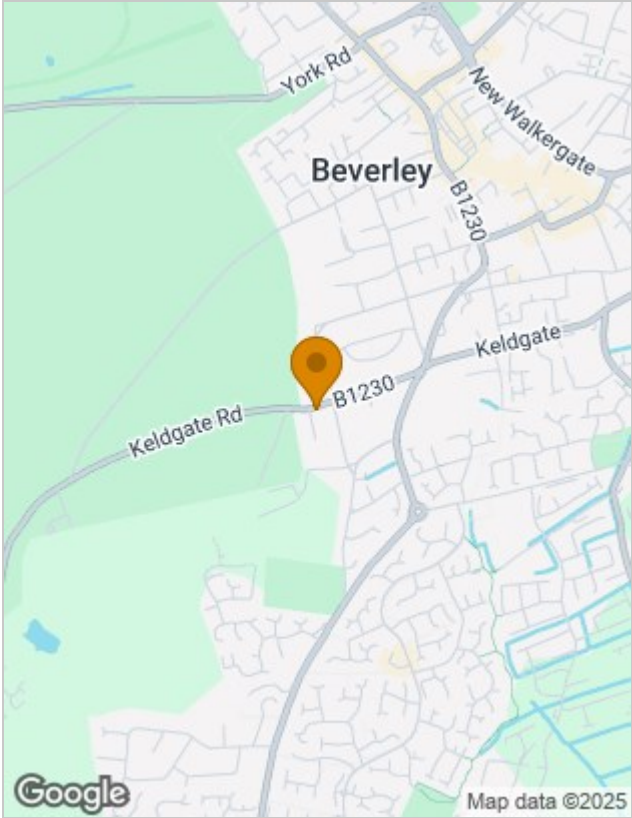 York Rd
New Walkergate
Beverley
B1230
Keldgate
B1230
Keldgate Rd
Google
Map data ©2025